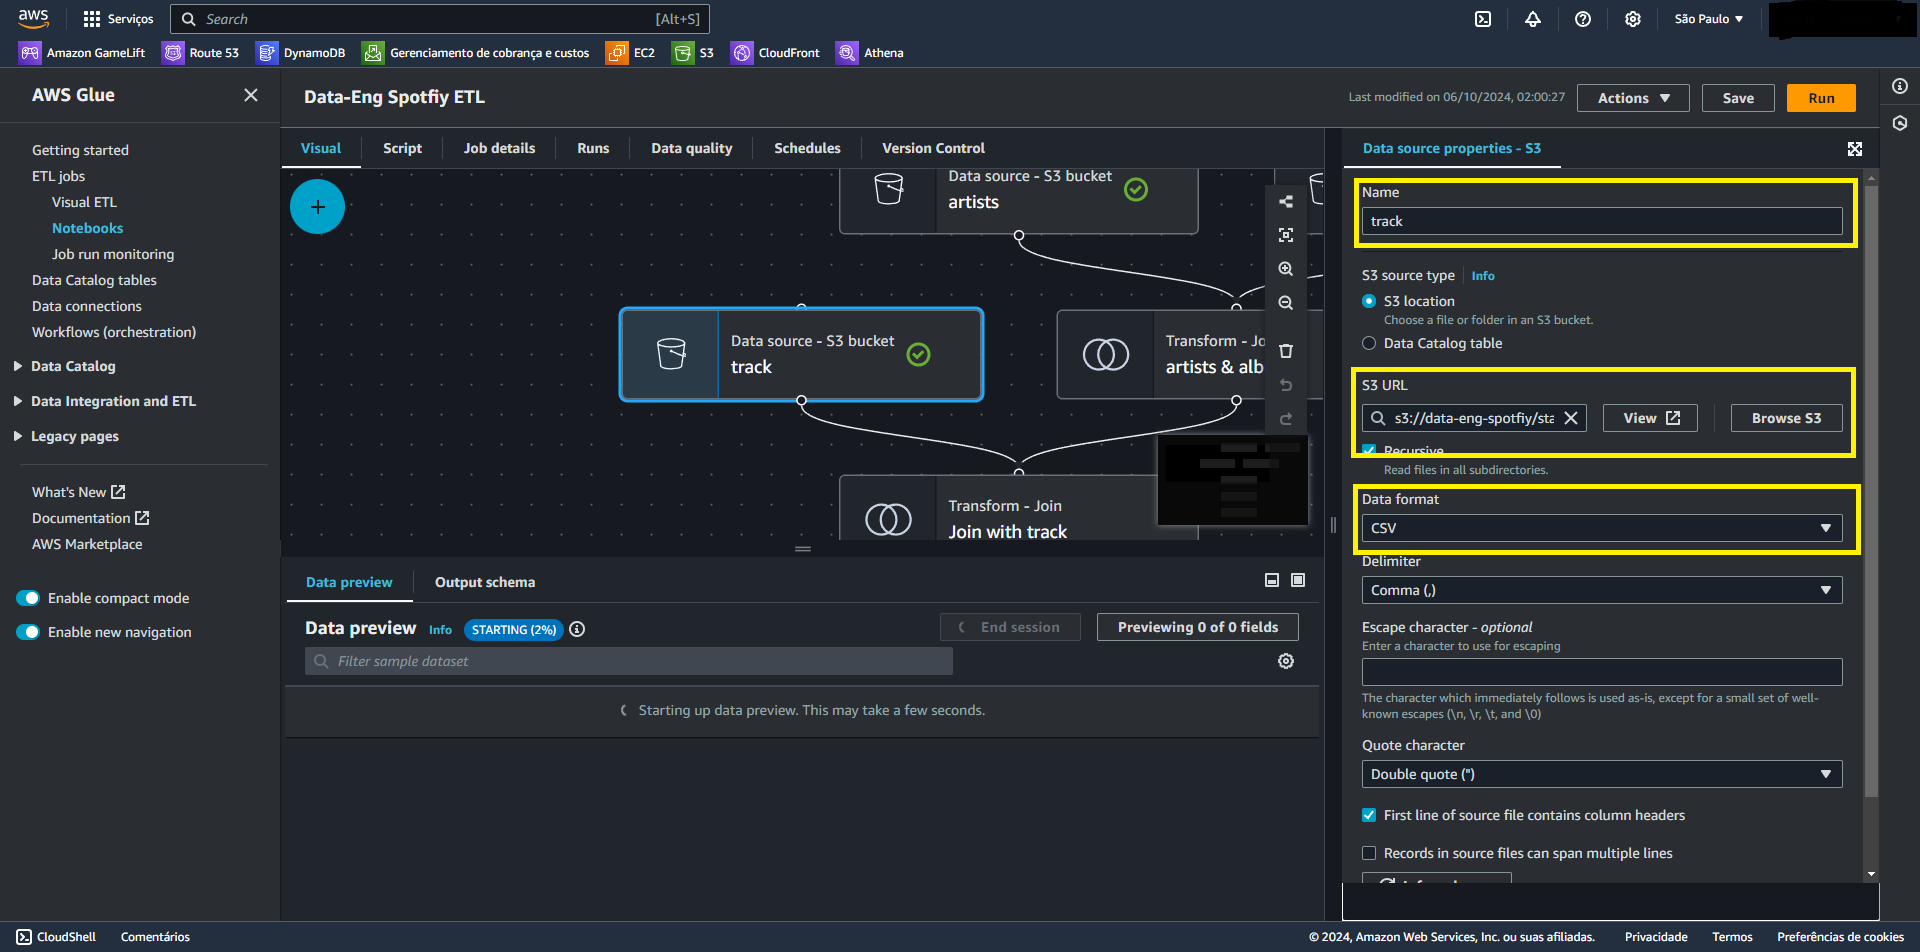 aws
Serviços
Search
[Alt+S]
São Paulo
Amazon GameLift
Route 53
DynamoDB
Gerenciamento de cobrança e custos
EC2
S3
CloudFront
Athena
AWS Glue
Getting started
ETL jobs
Visual ETL
Notebooks
Job run monitoring
Data Catalog tables
Data connections
Workflows (orchestration)
Data Catalog
Data Integration and ETL
Legacy pages
What's New
Documentation
AWS Marketplace
Enable compact mode
Enable new navigation
Data-Eng Spotfiy ETL
Last modified on 06/10/2024, 02:00:27
Actions
Save
Run
Visual
Script
Job details
Runs
Data quality
Schedules
Version Control
Data source - S3 bucket
artists
Data source - S3 bucket
track
Transform - Jo
artists & alb
Transform - Join
Join with track
Data preview
Output schema
Data preview
Info
STARTING (2%)
End session
Previewing 0 of 0 fields
Filter sample dataset
Starting up data preview. This may take a few seconds.
Data source properties - S3
Name
track
S3 source type
Info
S3 location
Choose a file or folder in an S3 bucket.
Data Catalog table
S3 URL
s3://data-eng-spotfiy/sta
View
Browse S3
Recursive
Read files in all subdirectories.
Data format
CSV
Delimiter
Comma (,)
Escape character - optional
Enter a character to use for escaping
The character which immediately follows is used as-is, except for a small set of well-
known escapes (\n, \r, \t, and \0)
Quote character
Double quote (")
First line of source file contains column headers
Records in source files can span multiple lines
CloudShell
Comentários
© 2024, Amazon Web Services, Inc. ou suas afiliadas.
Privacidade
Termos
Preferências de cookies